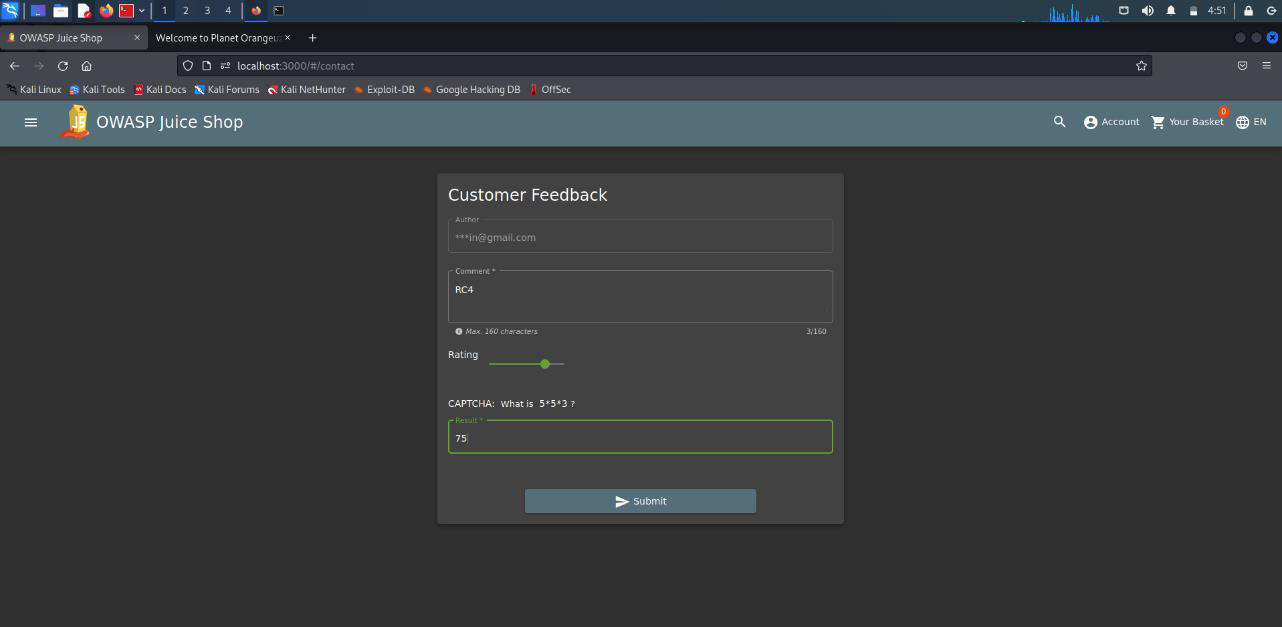 1 2 3 4 4:51
OWASP Juice Shop × Welcome to Planet Orangeu × +
localhost:3000/#/contact
Kali Linux Kali Tools Kali Docs Kali Forums Kali NetHunter Exploit-DB Google Hacking DB OffSec
OWASP Juice Shop Account Your Basket 0 EN
Customer Feedback
Author
***in@gmail.com
Comment *
RC4
Max. 160 characters 3/160
Rating
CAPTCHA: What is 5*5*3 ?
Result *
75
Submit